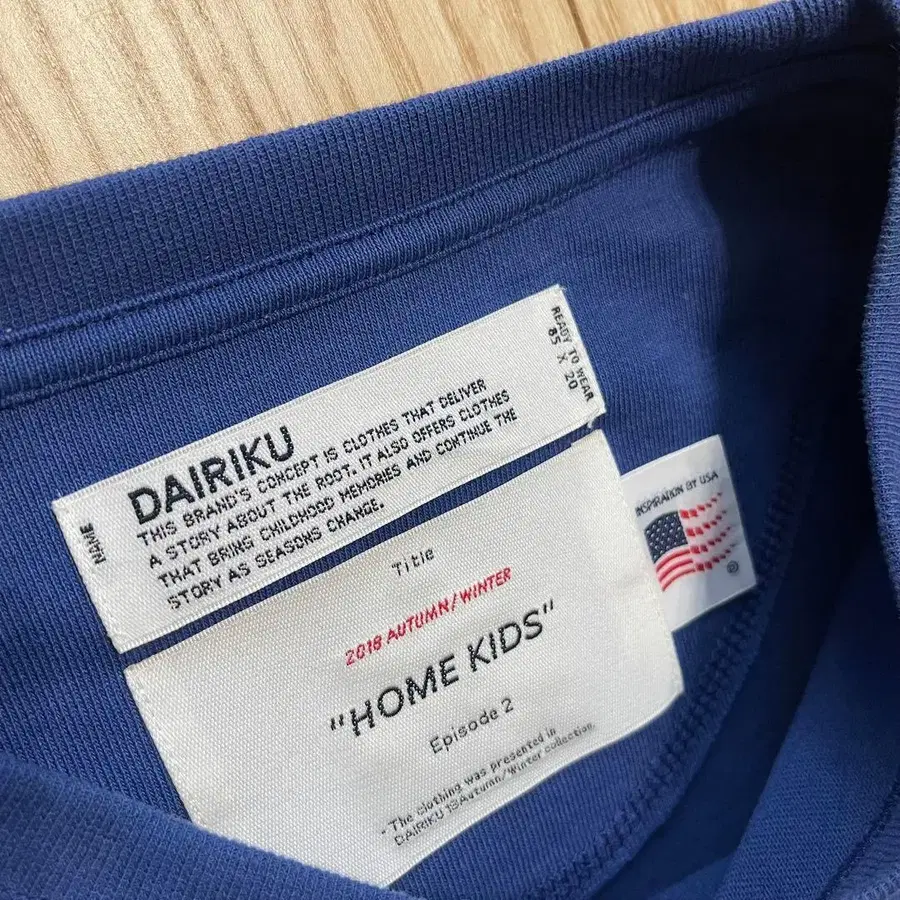 READY TO WEAR
85 X 20
NAME
DAIRIKU
THIS BRAND'S CONCEPT IS CLOTHES THAT DELIVER
A STORY ABOUT THE ROOT. IT ALSO OFFERS CLOTHES
THAT BRING CHILDHOOD MEMORIES AND CONTINUE THE
STORY AS SEASONS CHANGE.
INSPIRATION BY USA
®
Title
2018 AUTUMN/WINTER
"HOME KIDS"
Episode 2
- The clothing was presented in
DAIRIKU 18Autumn/Winter collection.